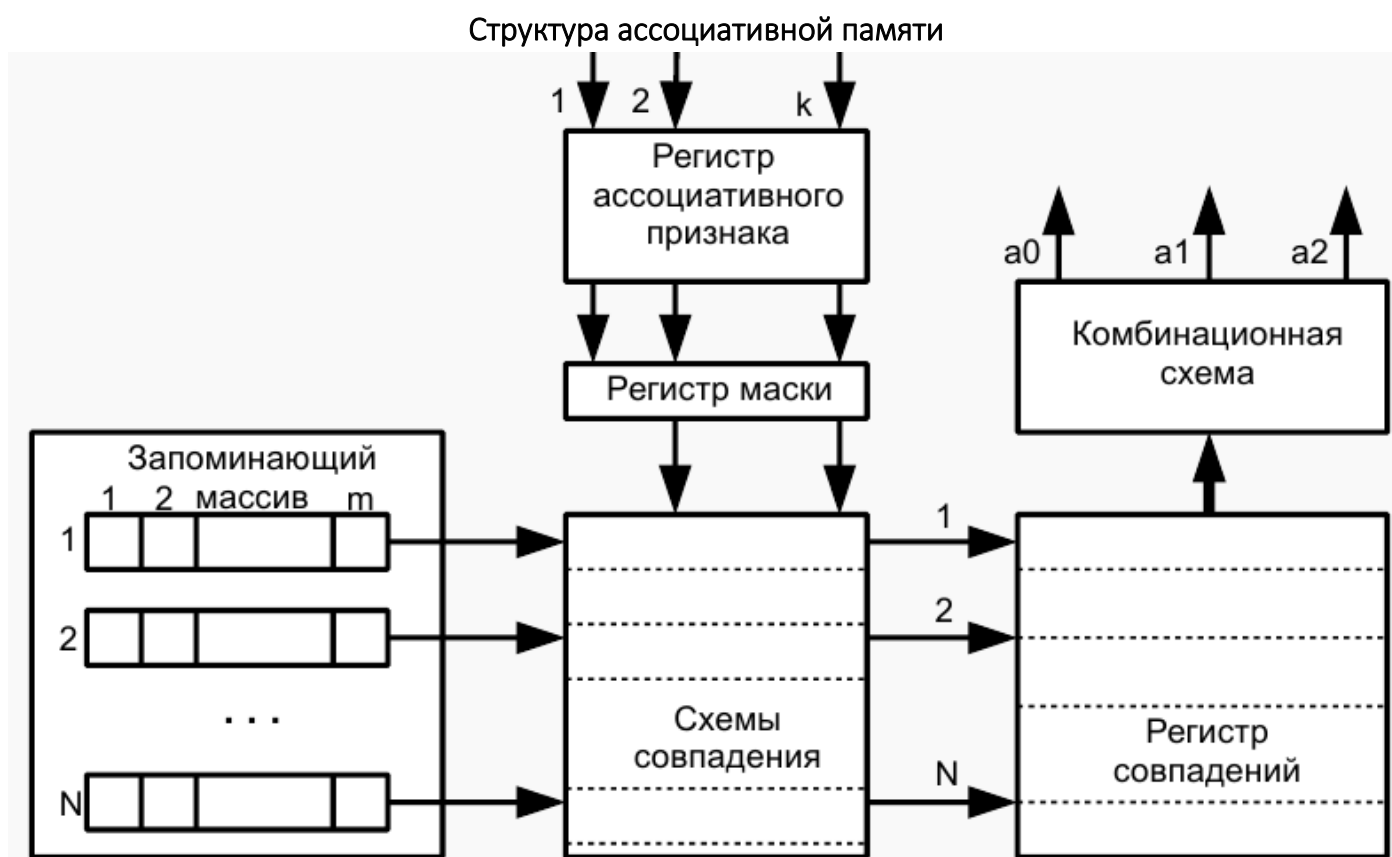 Структура ассоциативной памяти
1 2 k
Регистр
ассоциативного
признака
a0 a1 a2
Комбинационная
схема
Регистр маски
Запоминающий
1 2 массив m
1
2
. . .
N
Схемы
совпадения
1
2
N
Регистр
совпадений